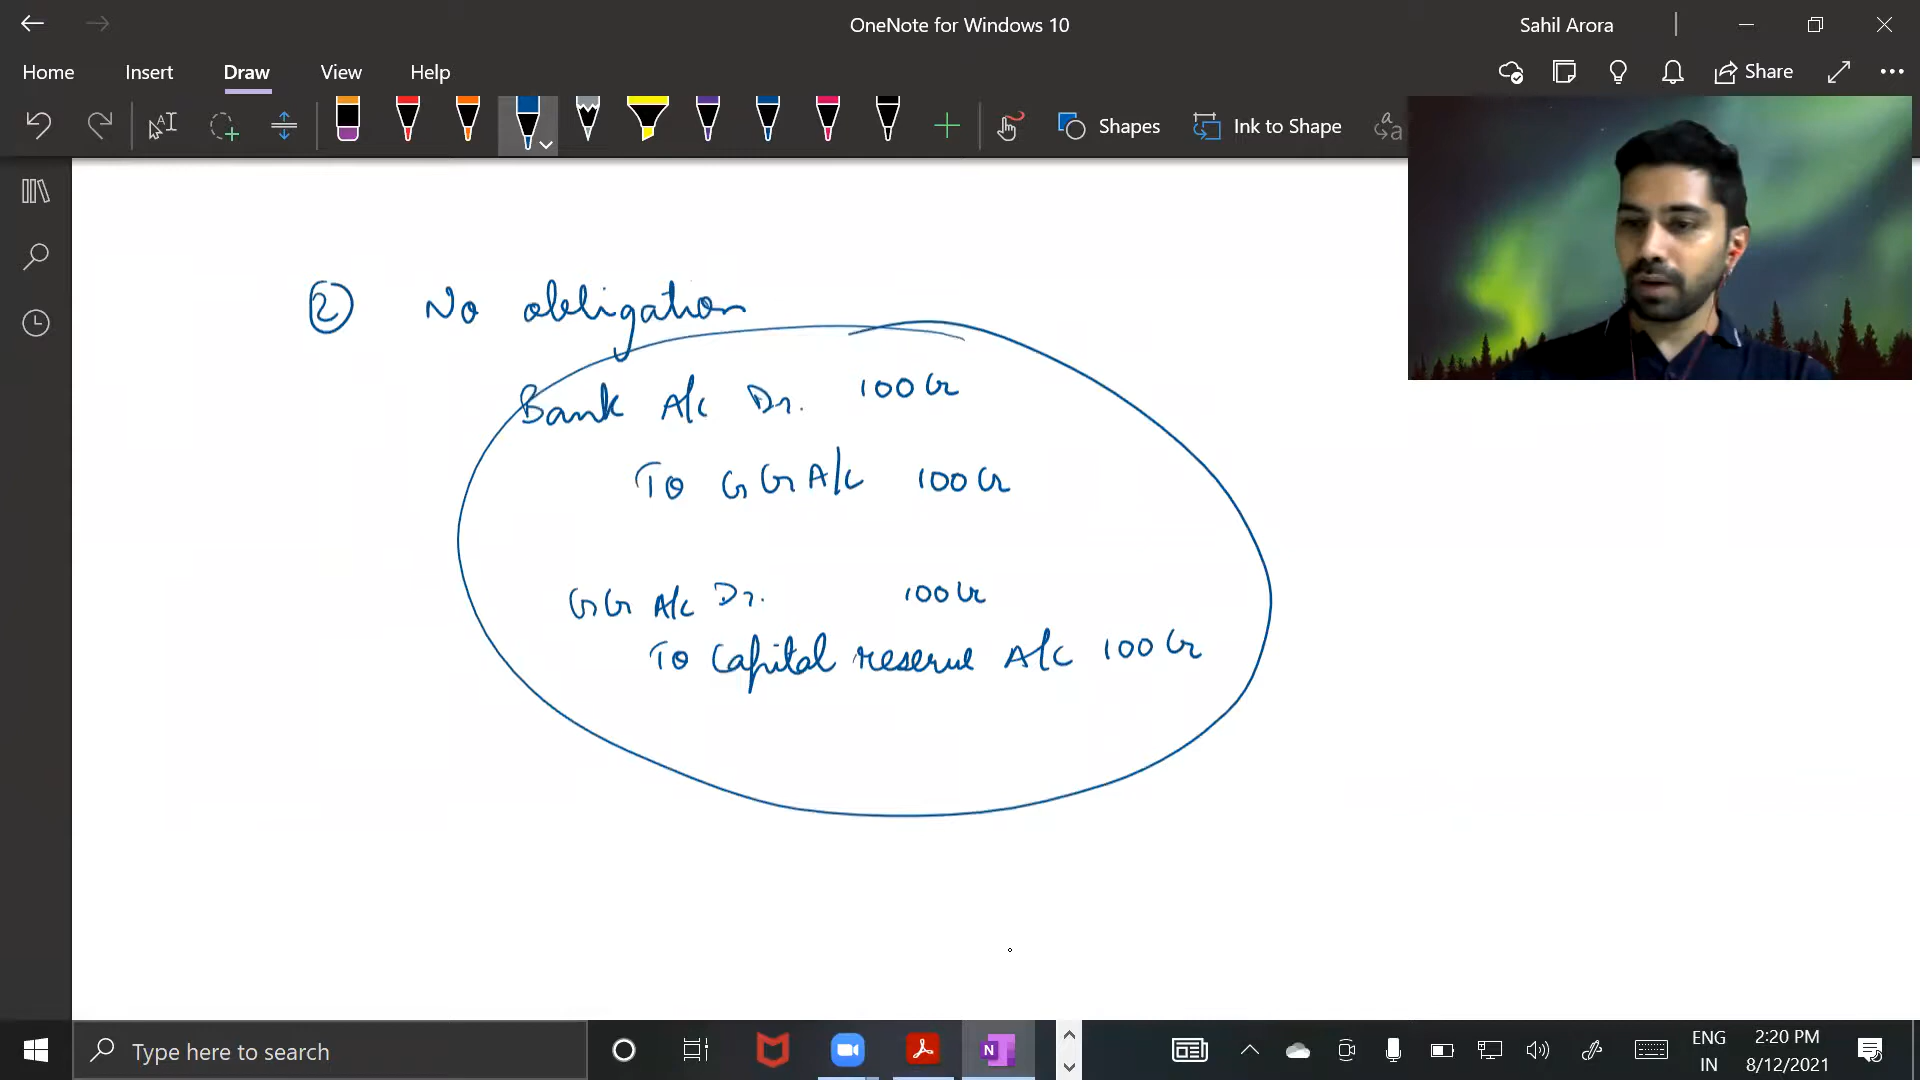 OneNote for Windows 10
Sahil Arora
Home Insert Draw View Help
Share
Shapes
Ink to Shape
② No obligation
Bank A/c Dr. 100 Cr
To GG A/c 100 Cr
GG A/c Dr. 100 Cr
To Capital reserve A/c 100 Cr
Type here to search
N
ENG
IN
2:20 PM
8/12/2021